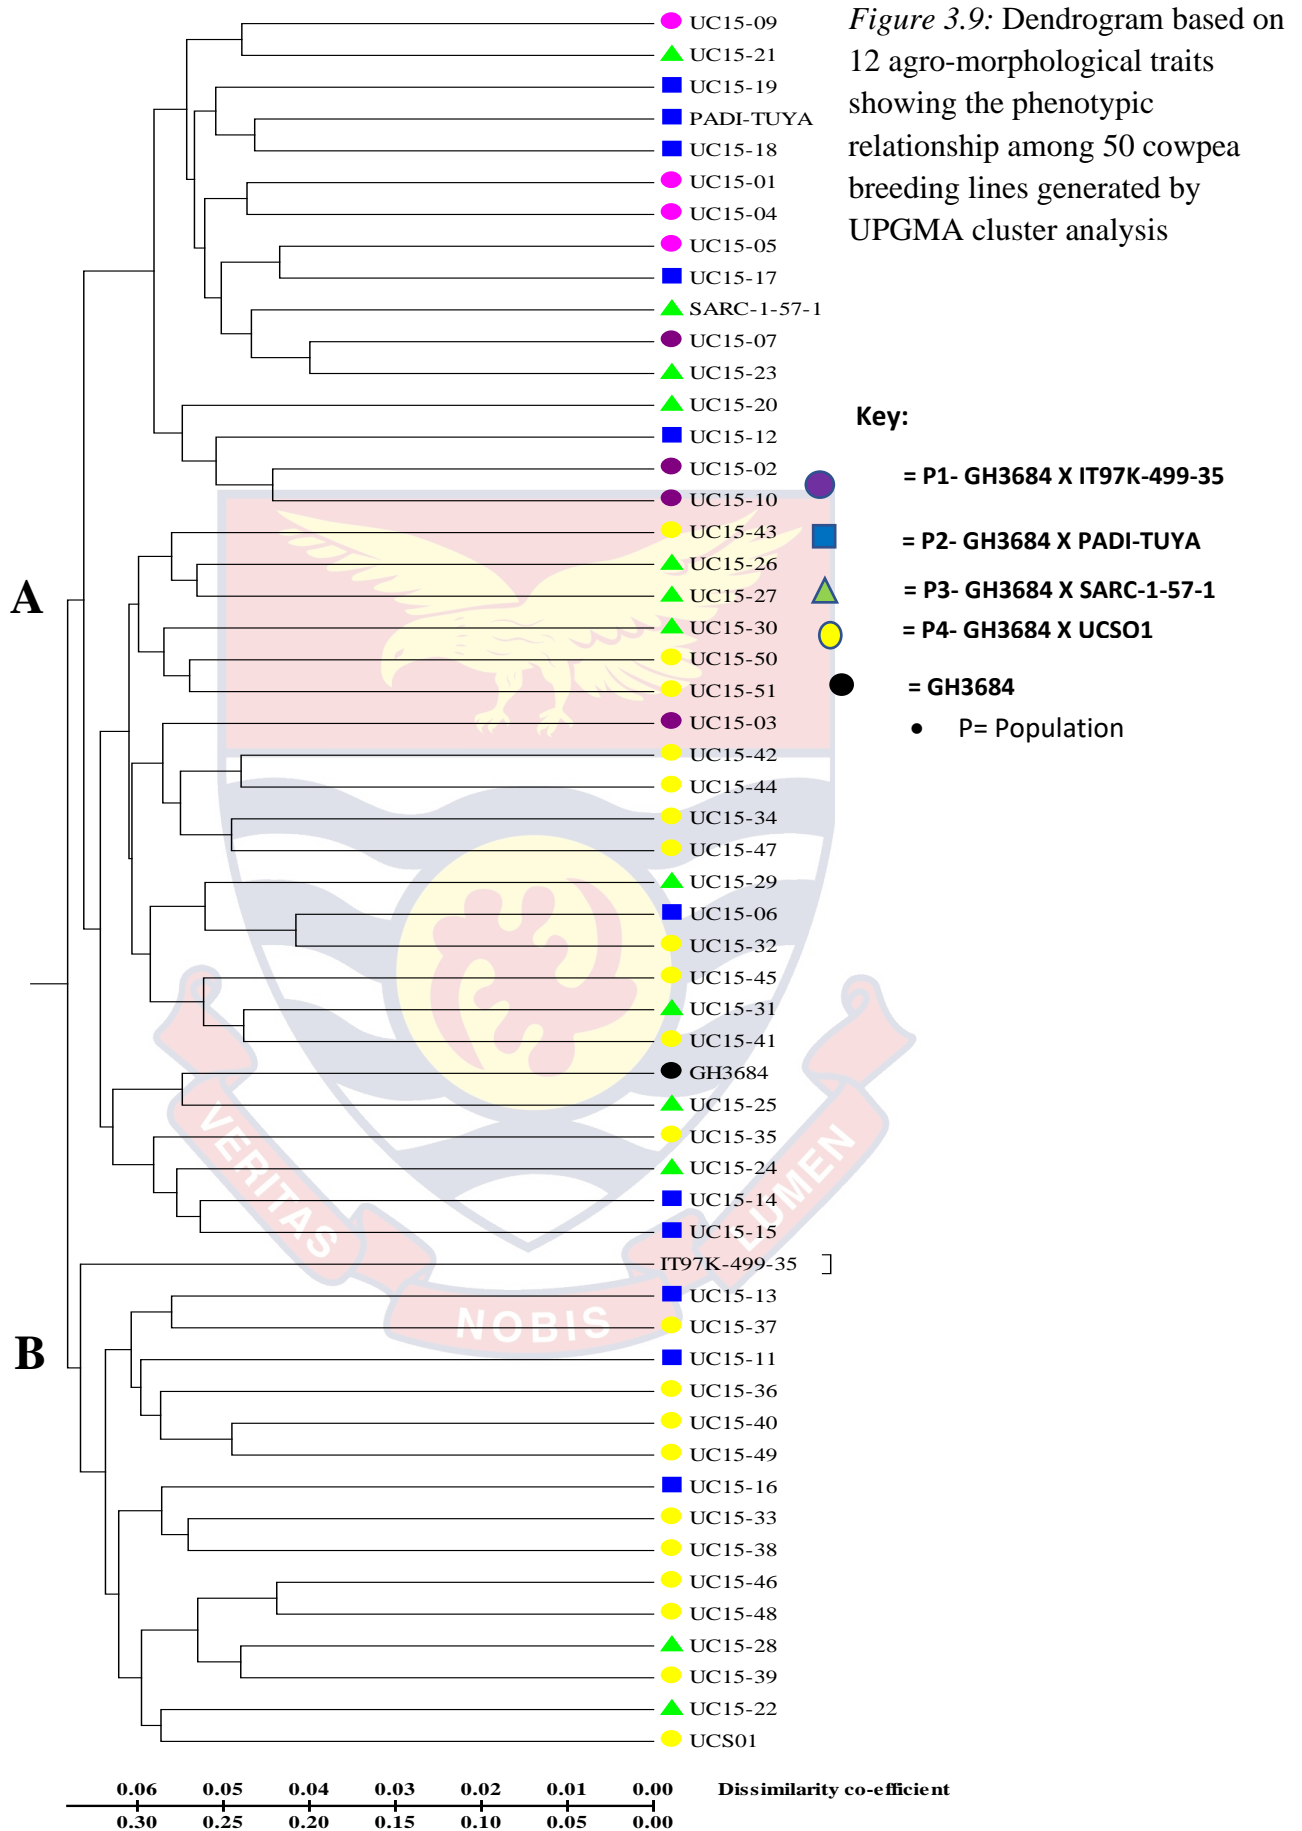 Figure 3.9: Dendrogram based on
12 agro-morphological traits
showing the phenotypic
relationship among 50 cowpea
breeding lines generated by
UPGMA cluster analysis
UC15-09
UC15-21
UC15-19
PADI-TUYA
UC15-18
UC15-01
UC15-04
UC15-05
UC15-17
SARC-1-57-1
UC15-07
UC15-23
UC15-20
UC15-12
UC15-02
UC15-10
UC15-43
UC15-26
UC15-27
UC15-30
UC15-50
UC15-51
UC15-03
UC15-42
UC15-44
UC15-34
UC15-47
UC15-29
UC15-06
UC15-32
UC15-45
UC15-31
UC15-41
GH3684
UC15-25
UC15-35
UC15-24
UC15-14
UC15-15
IT97K-499-35
UC15-13
UC15-37
UC15-11
UC15-36
UC15-40
UC15-49
UC15-16
UC15-33
UC15-38
UC15-46
UC15-48
UC15-28
UC15-39
UC15-22
UCS01
A
B
Key:
= P1- GH3684 X IT97K-499-35
= P2- GH3684 X PADI-TUYA
= P3- GH3684 X SARC-1-57-1
= P4- GH3684 X UCSO1
= GH3684
• P= Population
VERITAS
NOBIS
LUMEN
0.06 0.05 0.04 0.03 0.02 0.01 0.00 Dissimilarity co-efficient
0.30 0.25 0.20 0.15 0.10 0.05 0.00